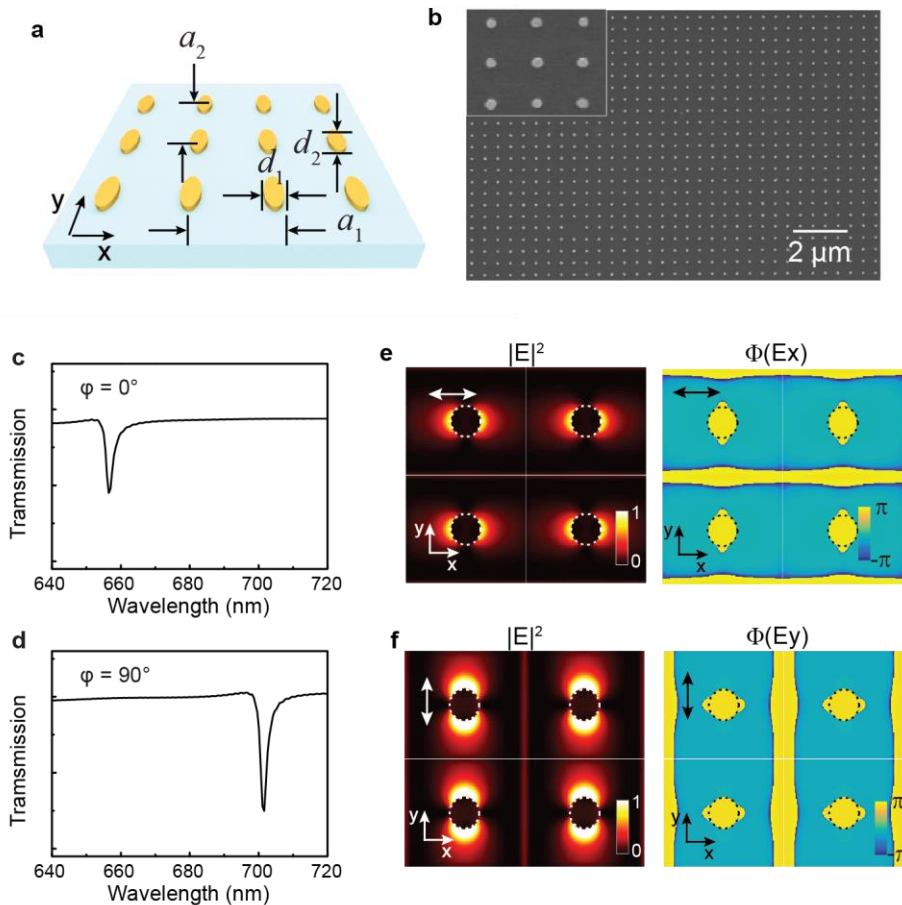 a
a₂
d₂
d₁
a₁
y
x
b
2 µm
c
φ = 0°
Tramsmission
640 660 680 700 720
Wavelength (nm)
d
φ = 90°
Tramsmission
640 660 680 700 720
Wavelength (nm)
e
|E|²
Φ(Ex)
y
x
1
0
y
x
π
-π
f
|E|²
Φ(Ey)
y
x
1
0
y
x
π
-π